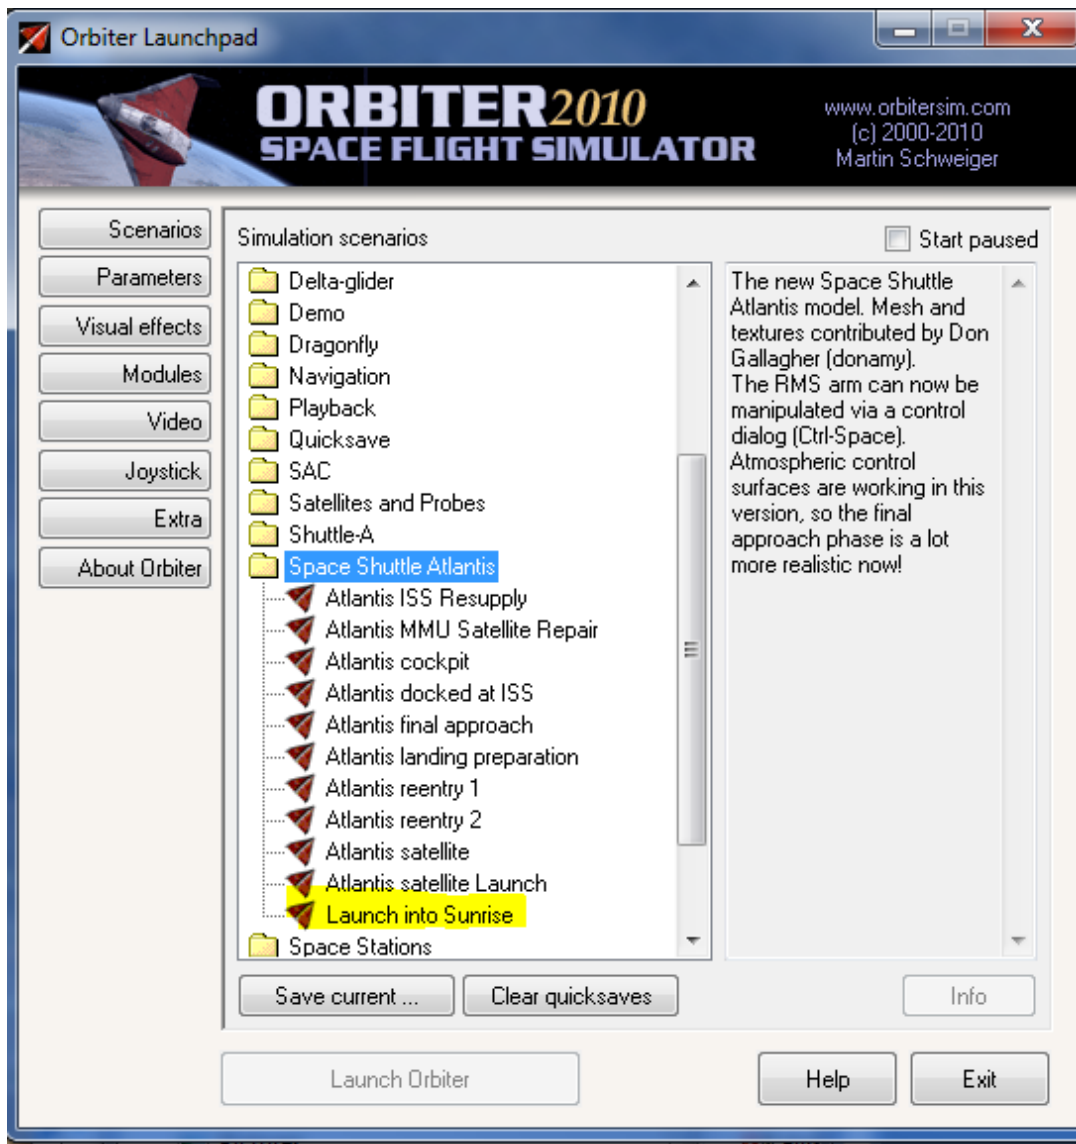 Orbiter Launchpad
ORBITER2010
SPACE FLIGHT SIMULATOR
www.orbitersim.com
(c) 2000-2010
Martin Schweiger
Scenarios
Parameters
Visual effects
Modules
Video
Joystick
Extra
About Orbiter
Simulation scenarios
Start paused
Delta-glider
Demo
Dragonfly
Navigation
Playback
Quicksave
SAC
Satellites and Probes
Shuttle-A
Space Shuttle Atlantis
Atlantis ISS Resupply
Atlantis MMU Satellite Repair
Atlantis cockpit
Atlantis docked at ISS
Atlantis final approach
Atlantis landing preparation
Atlantis reentry 1
Atlantis reentry 2
Atlantis satellite
Atlantis satellite Launch
Launch into Sunrise
Space Stations
The new Space Shuttle
Atlantis model. Mesh and
textures contributed by Don
Gallagher (donamy).
The RMS arm can now be
manipulated via a control
dialog (Ctrl-Space).
Atmospheric control
surfaces are working in this
version, so the final
approach phase is a lot
more realistic now!
Save current ...
Clear quicksaves
Info
Launch Orbiter
Help
Exit